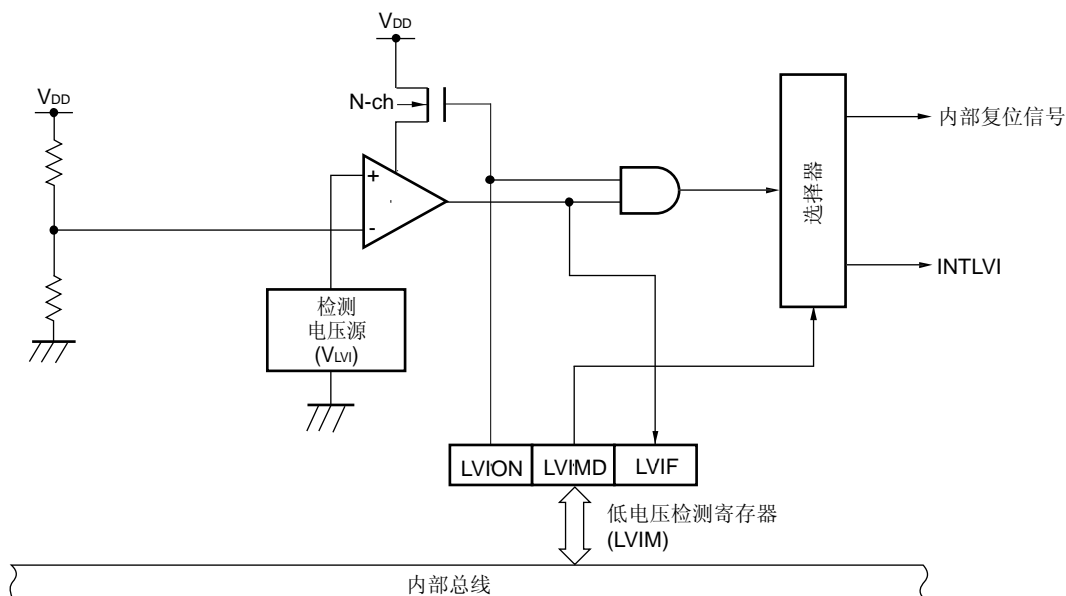 VDD
VDD
N-ch
+
-
检测
电压源
(VLVI)
选择器
内部复位信号
INTLVI
LVION
LVIMD
LVIF
低电压检测寄存器
(LVIM)
内部总线